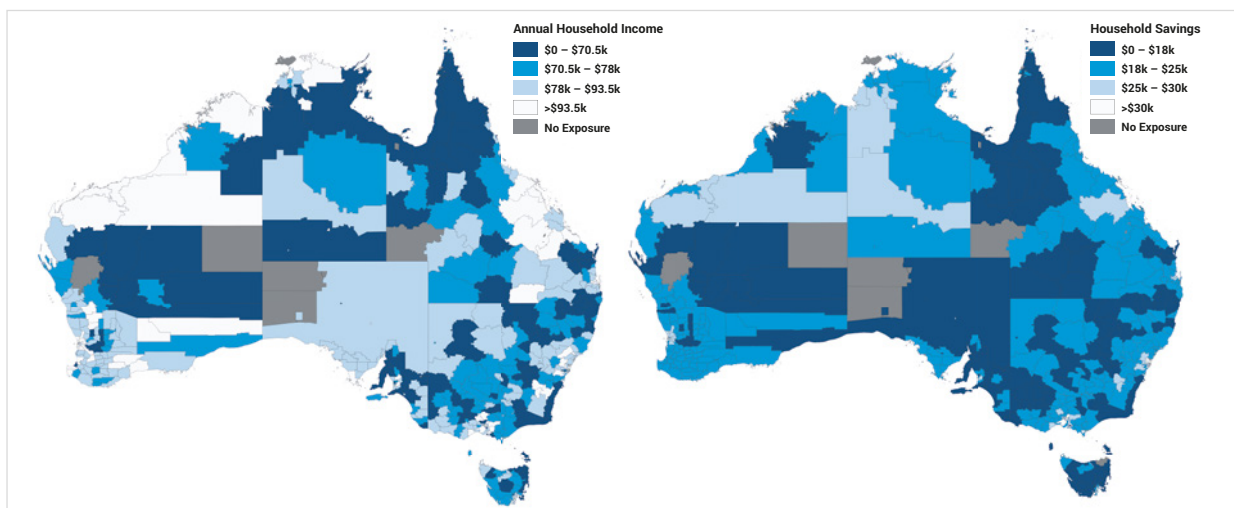 Annual Household Income
$0 – $70.5k
$70.5k – $78k
$78k – $93.5k
>$93.5k
No Exposure
Household Savings
$0 – $18k
$18k – $25k
$25k – $30k
>$30k
No Exposure